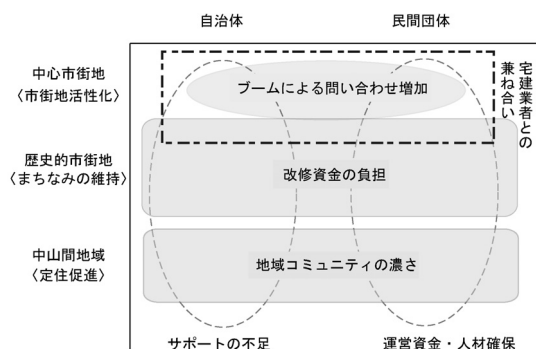 自治体
民間団体
中心市街地
〈市街地活性化〉
ブームによる問い合わせ増加
宅建業者との
兼ね合い
歴史的市街地
〈まちなみの維持〉
改修資金の負担
中山間地域
〈定住促進〉
地域コミュニティの濃さ
サポートの不足
運営資金・人材確保